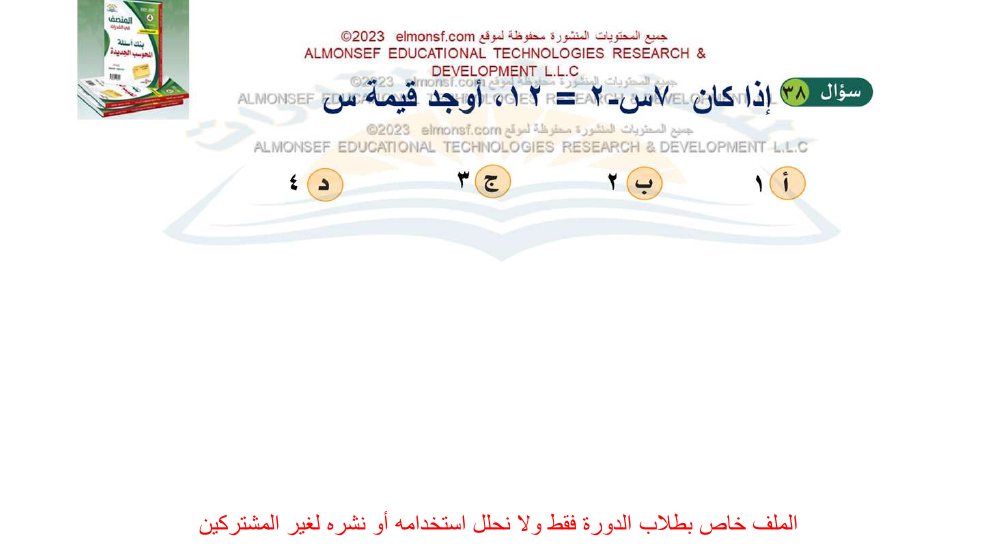 المنصف
بنك أسئلة
المحوسب الجديدة
جميع المحتويات المنشورة محفوظة لموقع elmonsf.com ©2023
ALMONSEF EDUCATIONAL TECHNOLOGIES RESEARCH &
DEVELOPMENT L.L.C
جميع المحتويات المنشورة محفوظة لموقع elmonsf.com ©2023
ALMONSEF EDUCATIONAL TECHNOLOGIES RESEARCH & DEVELOPMENT L.L.C
سؤال ٣٨ إذا كان ٧س-٢ = ١٢، أوجد قيمة س
جميع المحتويات المنشورة محفوظة لموقع elmonsf.com ©2023
ALMONSEF EDUCATIONAL TECHNOLOGIES RESEARCH & DEVELOPMENT L.L.C
أ ١ ب ٢ ج ٣ د ٤
الملف خاص بطلاب الدورة فقط ولا نحلل استخدامه أو نشره لغير المشتركين